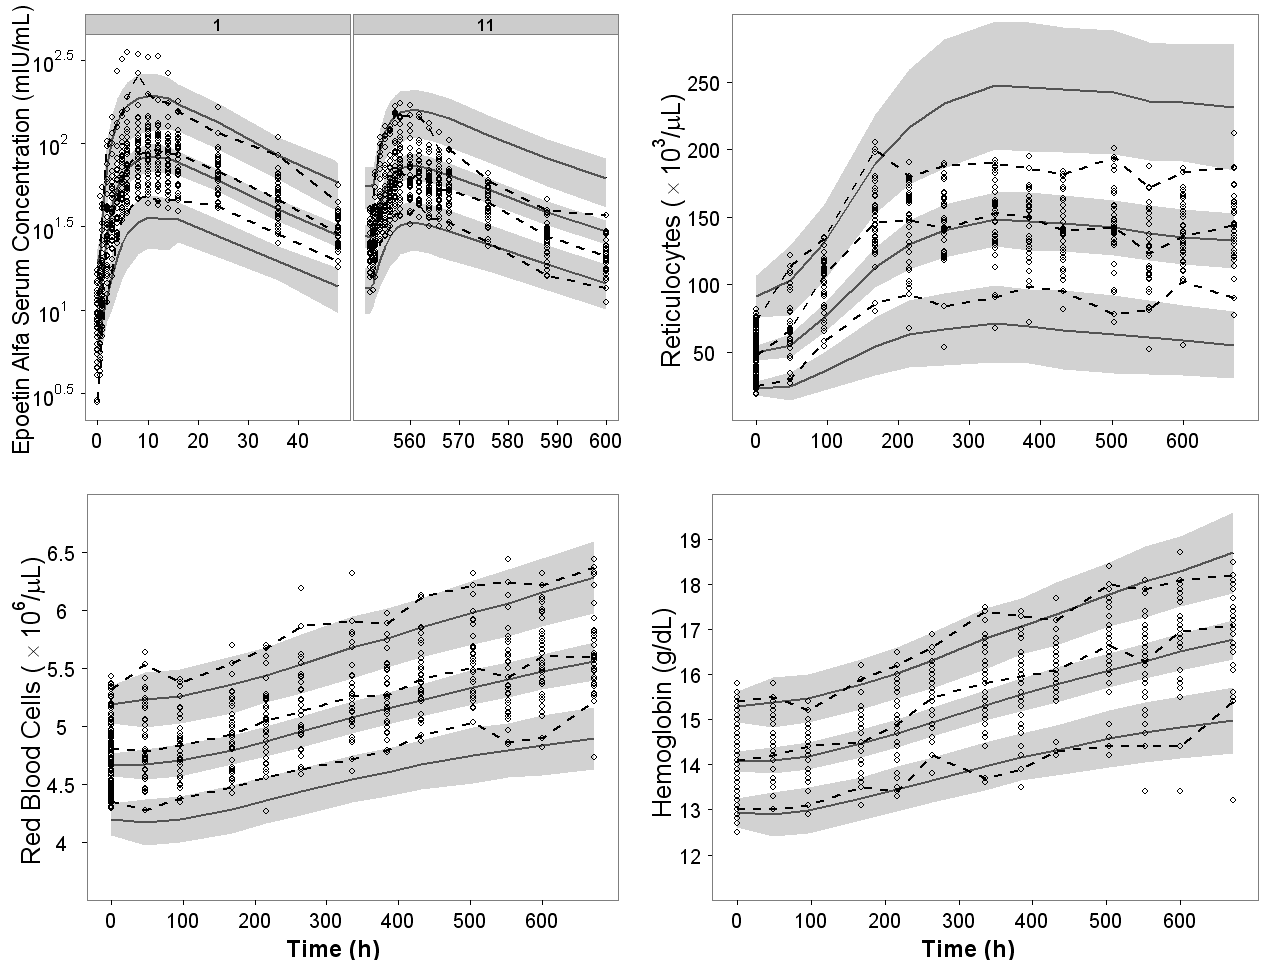 1 11
Epoetin Alfa Serum Concentration (mIU/mL)
10^2.5
10^2
10^1.5
10^1
10^0.5
0 10 20 30 40 560 570 580 590 600
Reticulocytes ( × 10^3/μL)
250
200
150
100
50
0 100 200 300 400 500 600
Red Blood Cells ( × 10^6/μL)
6.5
6
5.5
5
4.5
4
0 100 200 300 400 500 600
Time (h)
Hemoglobin (g/dL)
19
18
17
16
15
14
13
12
0 100 200 300 400 500 600
Time (h)